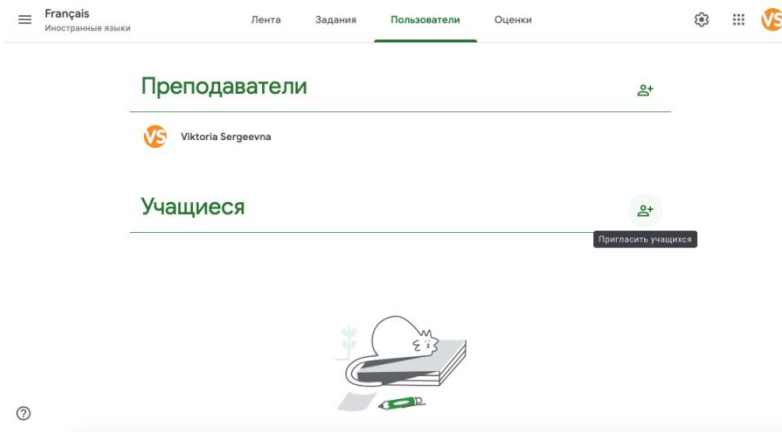 Français
Иностранные языки
Лента Задания Пользователи Оценки
VS
Преподаватели
VS Viktoria Sergeevna
Учащиеся
Пригласить учащихся